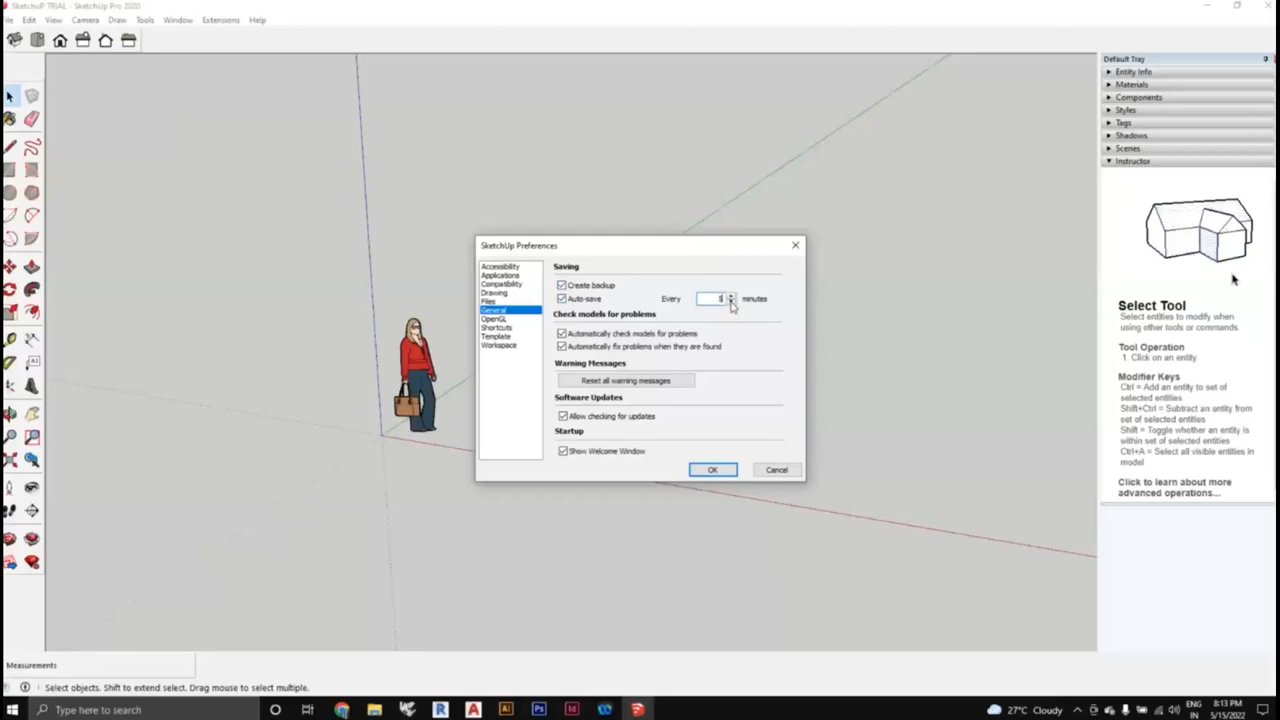 SketchuP TRIAL - SketchUp Pro 2020
Edit View Camera Draw Tools Window Extensions Help
Default Tray
Entity Info
Materials
Components
Styles
Tags
Shadows
Scenes
Instructor
SketchUp Preferences
Accessibility
Applications
Compatibility
Drawing
Files
General
OpenGL
Shortcuts
Template
Workspace
Saving
Create backup
Auto-save Every 5 minutes
Check models for problems
Automatically check models for problems
Automatically fix problems when they are found
Warning Messages
Reset all warning messages
Software Updates
Allow checking for updates
Startup
Show Welcome Window
OK Cancel
Select Tool
Select entities to modify when
using other tools or commands.
Tool Operation
1. Click on an entity
Modifier Keys
Ctrl = Add an entity to set of
selected entities
Shift+Ctrl = Subtract an entity from
set of selected entities
Shift = Toggle whether an entity is
within set of selected entities
Ctrl+A = Select all visible entities in
model
Click to learn about more
advanced operations...
Measurements
Select objects. Shift to extend select. Drag mouse to select multiple.
Type here to search
27°C Cloudy
ENG
IN
8:13 PM
5/15/2022